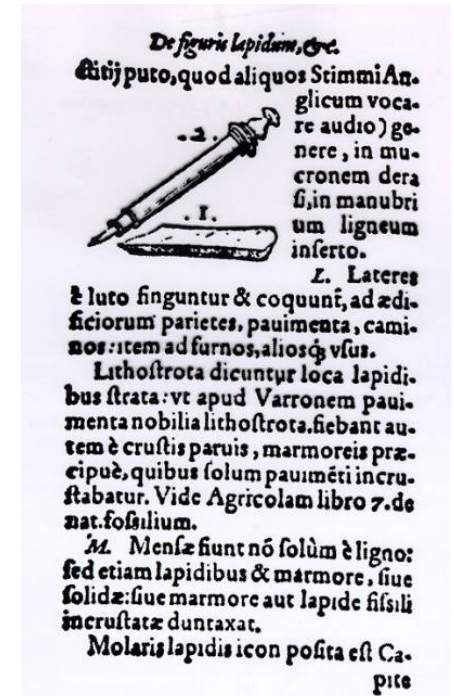 De figuris lapidum, &c.
ctitij puto, quod aliquos Stimmi An-
.2.
glicum voca-
re audio) ge-
nere, in mu-
cronem dera
si, in manubri
um ligneum
inserto.
.1.
L. Lateres
è luto finguntur & coquunt̃, ad ædi-
ficiorum parietes, pauimenta, cami-
nos: item ad furnos, aliosq́; vsus.
Lithostrota dicuntur loca lapidi-
bus strata: vt apud Varronem paui-
menta nobilia lithostrota. fiebant au-
tem è crustis paruis, marmoreis præ-
cipuè, quibus solum pauimēti incru-
stabatur. Vide Agricolam libro 7. de
nat. fossilium.
M. Mensæ fiunt nõ solùm è ligno:
sed etiam lapidibus & marmore, siue
solidæ: siue marmore aut lapide fissili
incrustatæ duntaxat.
Molaris lapidis icon posita est Ca-
pite